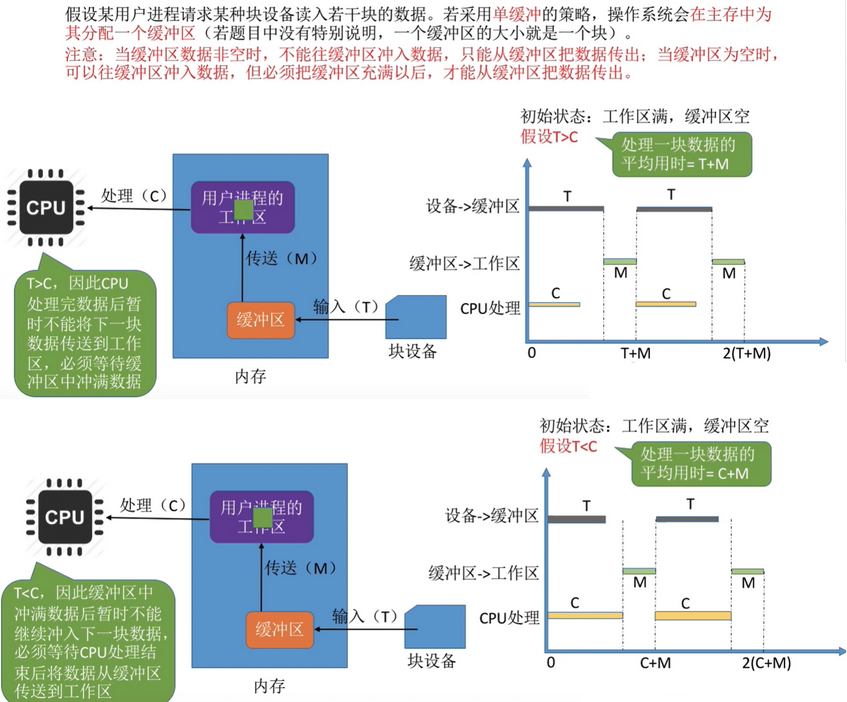 假设某用户进程请求某种块设备读入若干块的数据。若采用单缓冲的策略，操作系统会在主存中为
其分配一个缓冲区（若题目中没有特别说明，一个缓冲区的大小就是一个块）。
注意：当缓冲区数据非空时，不能往缓冲区冲入数据，只能从缓冲区把数据传出；当缓冲区为空时，
可以往缓冲区冲入数据，但必须把缓冲区充满以后，才能从缓冲区把数据传出。
初始状态：工作区满，缓冲区空
假设T>C
处理一块数据的
平均用时= T+M
CPU
处理（C）
用户进程的
工作区
传送（M）
缓冲区
输入（T）
块设备
内存
T>C，因此CPU
处理完数据后暂
时不能将下一块
数据传送到工作
区，必须等待缓
冲区中冲满数据
设备->缓冲区
T
T
缓冲区->工作区
M
M
CPU处理
C
C
0
T+M
2(T+M)
初始状态：工作区满，缓冲区空
假设T<C
处理一块数据的
平均用时= C+M
CPU
处理（C）
用户进程的
工作区
传送（M）
缓冲区
输入（T）
块设备
内存
T<C，因此缓冲区中
冲满数据后暂时不能
继续冲入下一块数据，
必须等待CPU处理结
束后将数据从缓冲区
传送到工作区
设备->缓冲区
T
T
缓冲区->工作区
M
M
CPU处理
C
C
0
C+M
2(C+M)